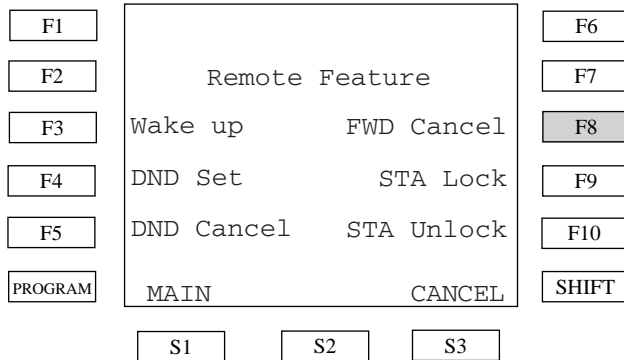 F1 F6
F2 Remote Feature F7
F3 Wake up FWD Cancel F8
F4 DND Set STA Lock F9
F5 DND Cancel STA Unlock F10
PROGRAM MAIN CANCEL SHIFT
S1 S2 S3